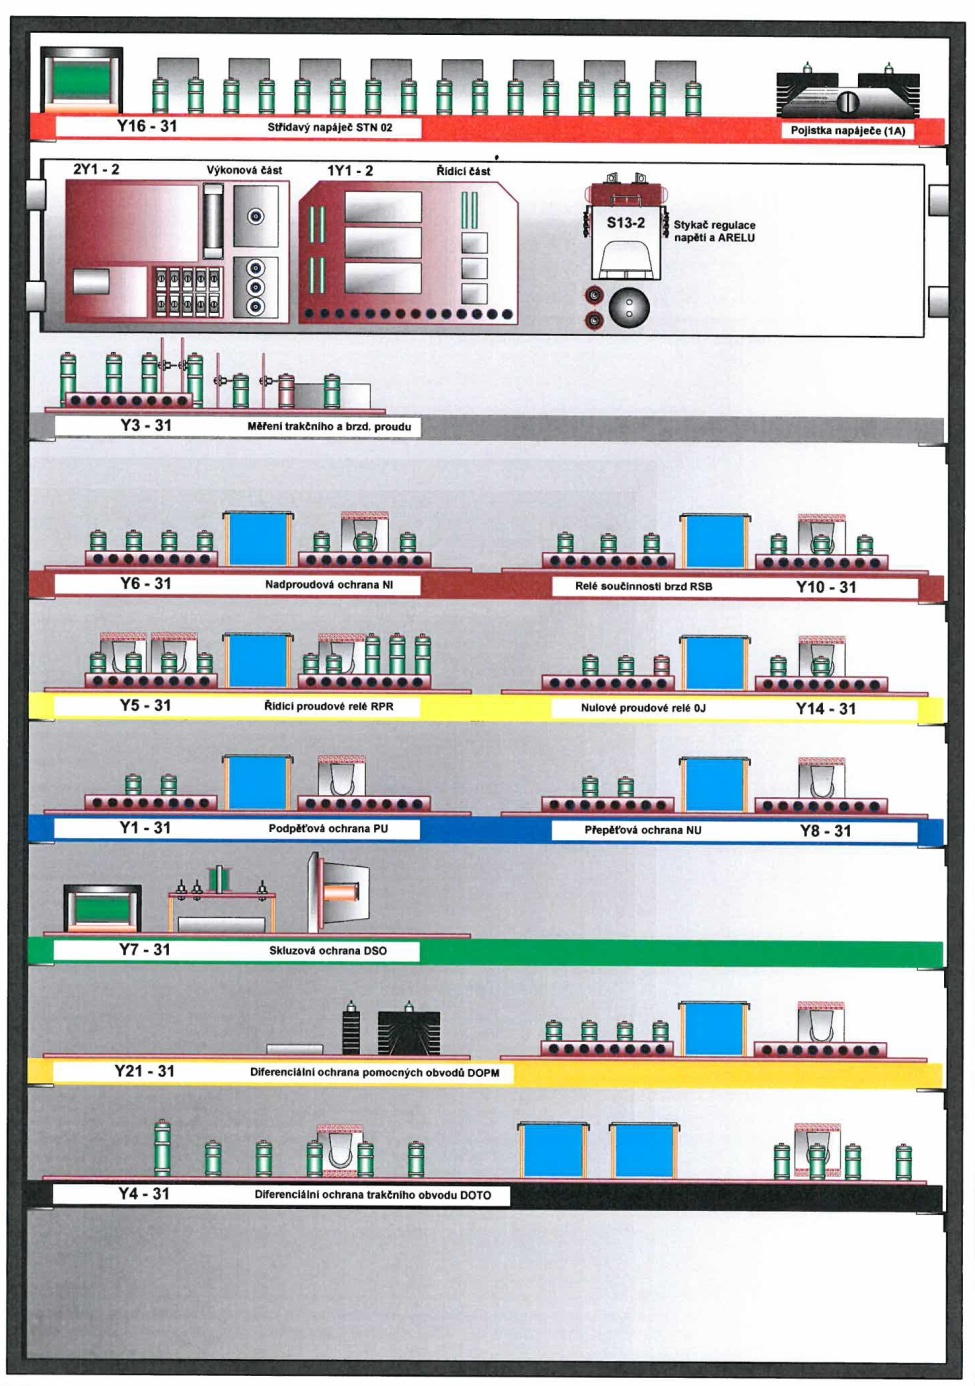 Y16 - 31 Střídavý napáječ STN 02 Pojistka napáječe (1A)
2Y1 - 2 Výkonová část 1Y1 - 2 Řídicí část
S13-2 Stykač regulace
napětí a ARELU
Y3 - 31 Měření trakčního a brzd. proudu
Y6 - 31 Nadproudová ochrana NI Relé součinnosti brzd RSB Y10 - 31
Y5 - 31 Řídicí proudové relé RPR Nulové proudové relé 0J Y14 - 31
Y1 - 31 Podpěťová ochrana PU Přepěťová ochrana NU Y8 - 31
Y7 - 31 Skluzová ochrana DSO
Y21 - 31 Diferenciální ochrana pomocných obvodů DOPM
Y4 - 31 Diferenciální ochrana trakčního obvodu DOTO